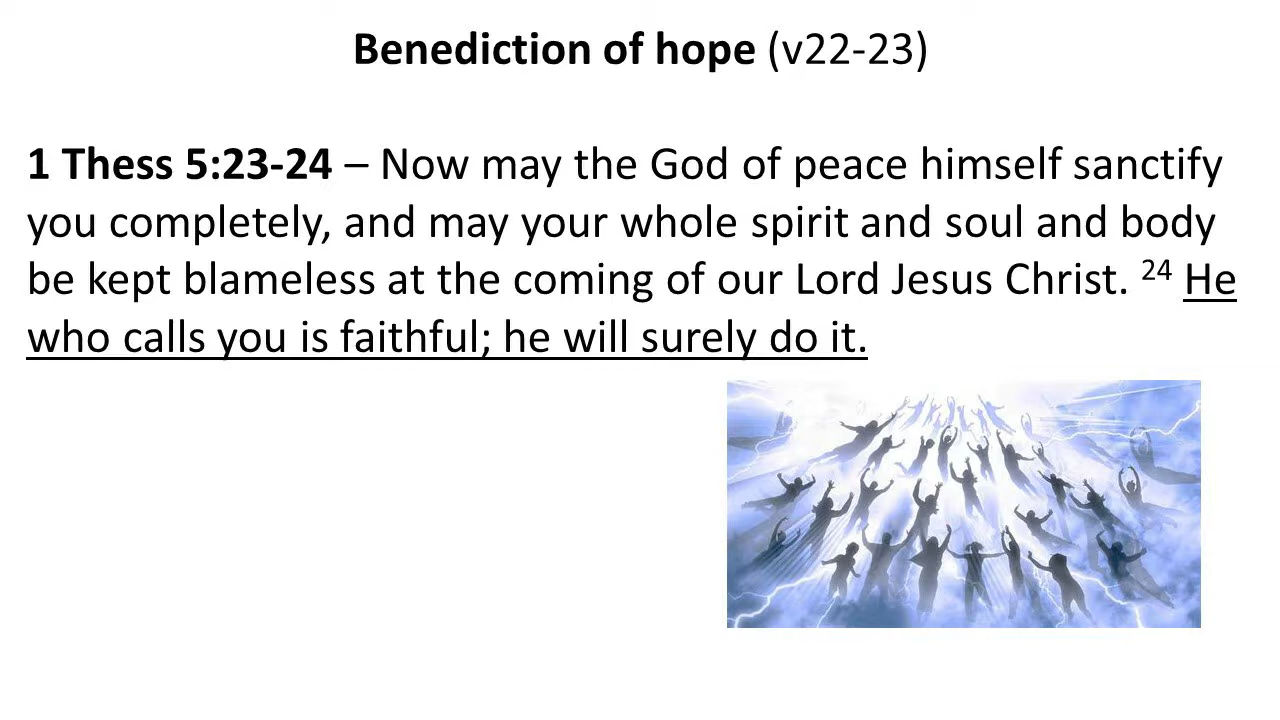 Benediction of hope (v22-23)
1 Thess 5:23-24 – Now may the God of peace himself sanctify
you completely, and may your whole spirit and soul and body
be kept blameless at the coming of our Lord Jesus Christ. 24 He
who calls you is faithful; he will surely do it.